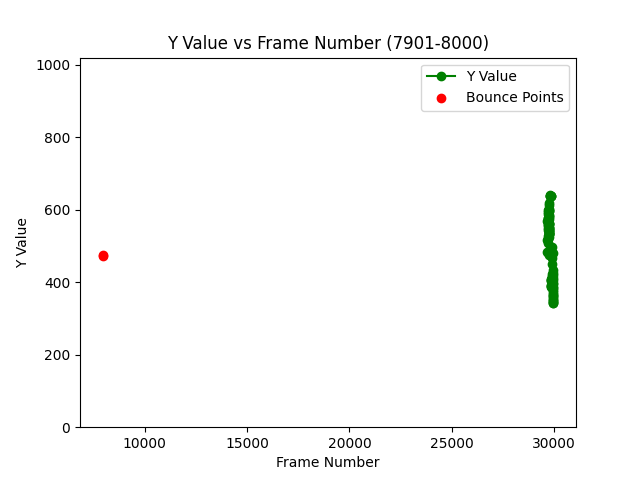 Y Value vs Frame Number (7901-8000)
1000
800
600
400
200
0
Y Value
Y Value
Bounce Points
10000
15000
20000
25000
30000
Frame Number